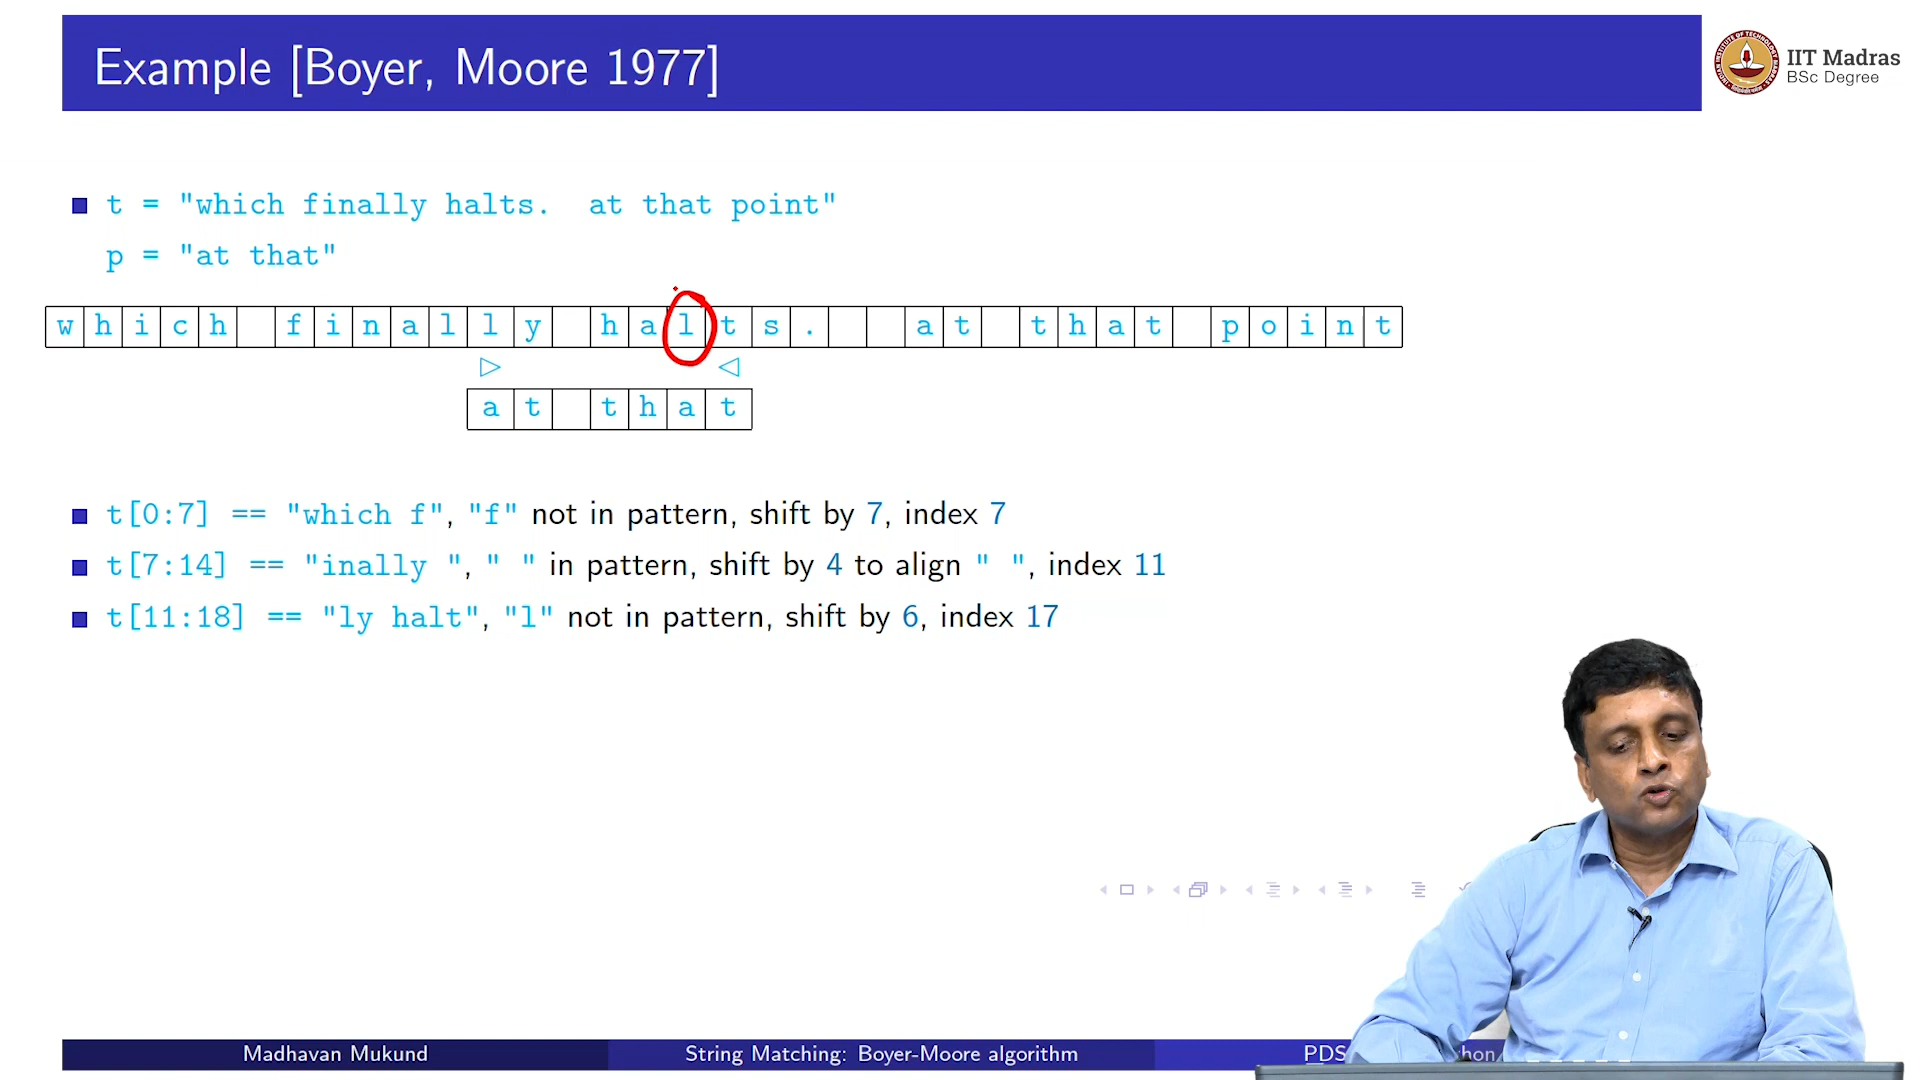 Example [Boyer, Moore 1977]
IIT Madras
BSc Degree
t = "which finally halts.  at that point"
p = "at that"
w h i c h   f i n a l l y   h a l t s .     a t   t h a t   p o i n t
a t   t h a t
t[0:7] == "which f", "f" not in pattern, shift by 7, index 7
t[7:14] == "inally ", " " in pattern, shift by 4 to align " ", index 11
t[11:18] == "ly halt", "l" not in pattern, shift by 6, index 17
Madhavan Mukund
String Matching: Boyer-Moore algorithm
PDS